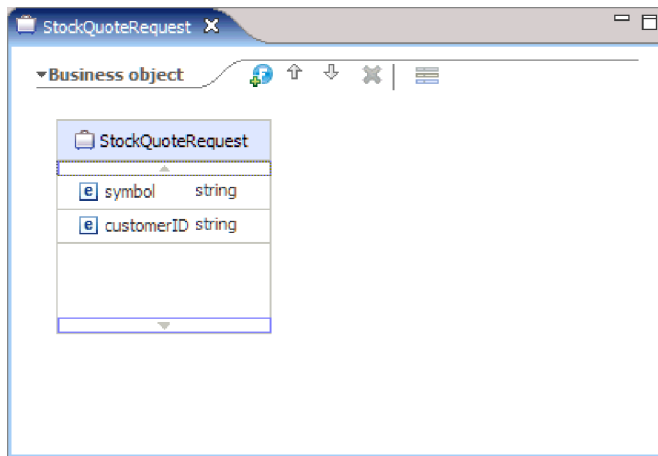 StockQuoteRequest
Business object
StockQuoteRequest
e symbol string
e customerID string